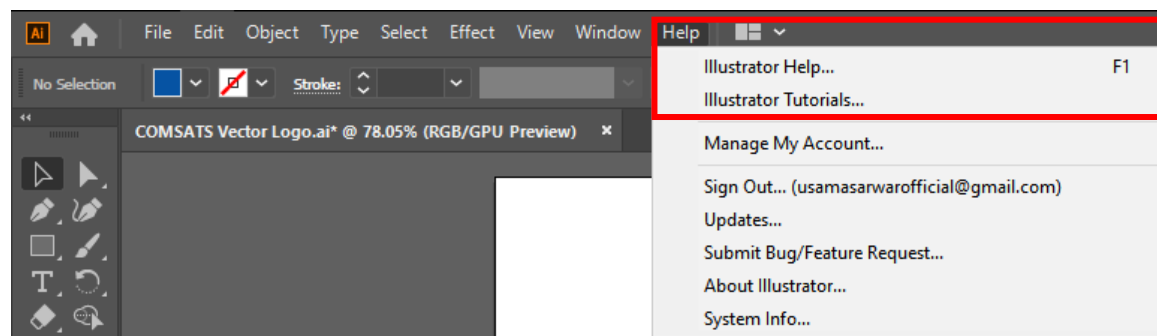 Ai File Edit Object Type Select Effect View Window Help
No Selection Stroke:
COMSATS Vector Logo.ai* @ 78.05% (RGB/GPU Preview) ×
Illustrator Help... F1
Illustrator Tutorials...
Manage My Account...
Sign Out... (usamasarwarofficial@gmail.com)
Updates...
Submit Bug/Feature Request...
About Illustrator...
System Info...